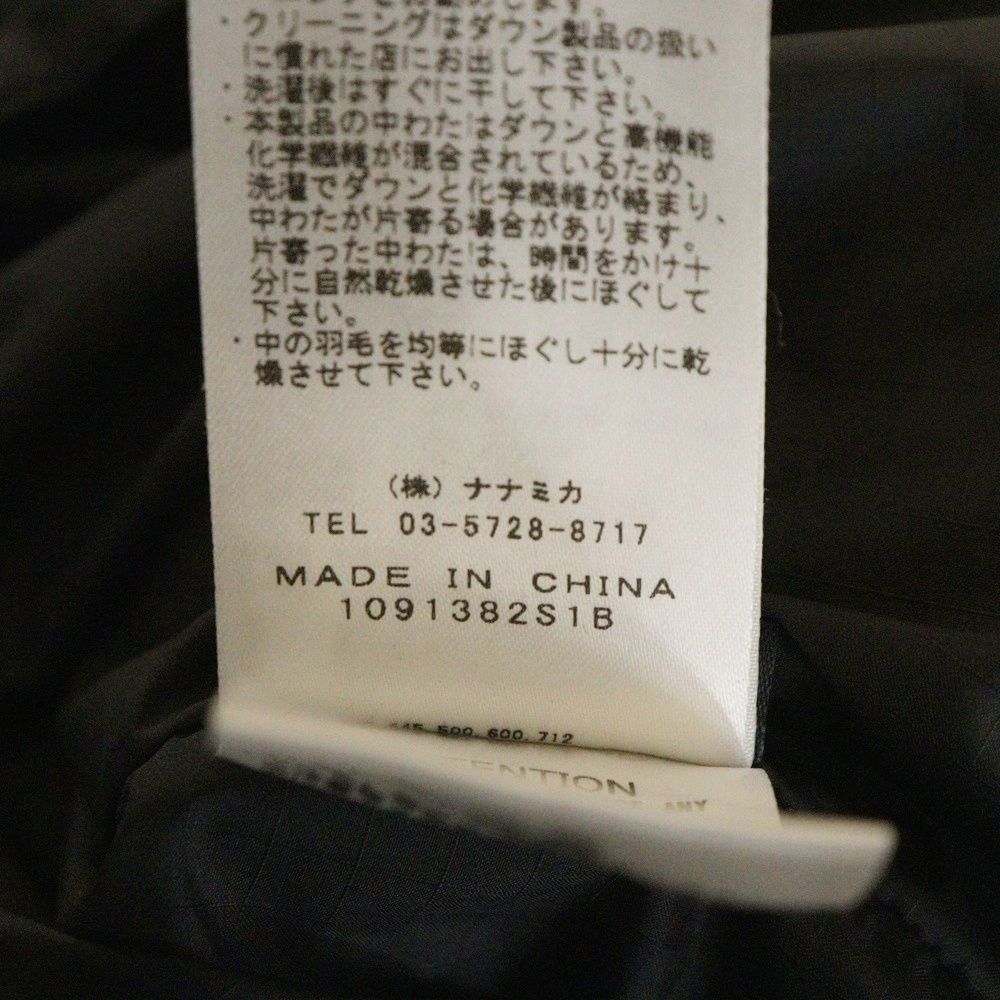 ・クリーニングはダウン製品の扱い
に慣れた店にお出し下さい。
・洗濯後はすぐに干して下さい。
・本製品の中わたはダウンと高機能
化学繊維が混合されているため、
洗濯でダウンと化学繊維が絡まり、
中わたが片寄る場合があります。
片寄った中わたは、時間をかけ十
分に自然乾燥させた後にほぐして
下さい。
・中の羽毛を均等にほぐし十分に乾
燥させて下さい。
(株) ナナミカ
TEL 03-5728-8717
MADE IN CHINA
1091382S1B
500, 600, 712
ANY